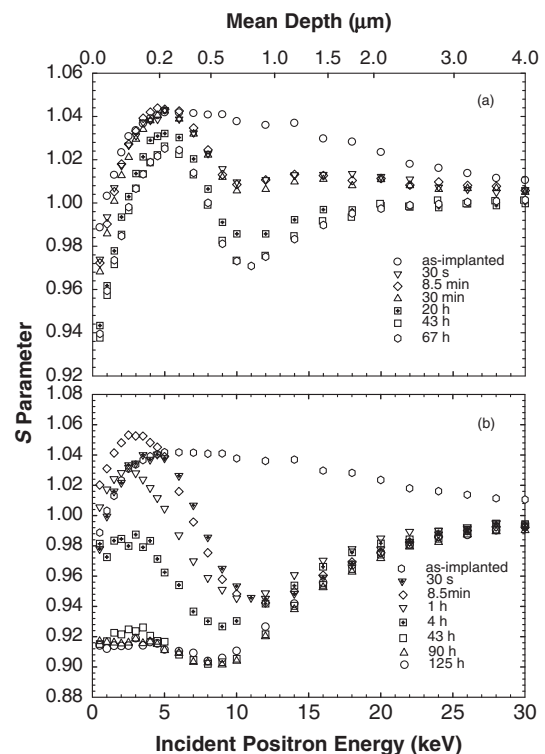 Mean Depth (μm)
0.0 0.2 0.5 1.0 2.0 3.0 4.0
1.06
1.04
1.02
1.00
0.98
0.96
0.94
0.92
(a)
as-implanted
30 s
8.5 min
30 min
20 h
43 h
67 h
S Parameter
1.08
1.06
1.04
1.02
1.00
0.98
0.96
0.94
0.92
0.90
0.88
(b)
as-implanted
30 s
8.5min
1 h
4 h
43 h
90 h
125 h
0 5 10 15 20 25 30
Incident Positron Energy (keV)